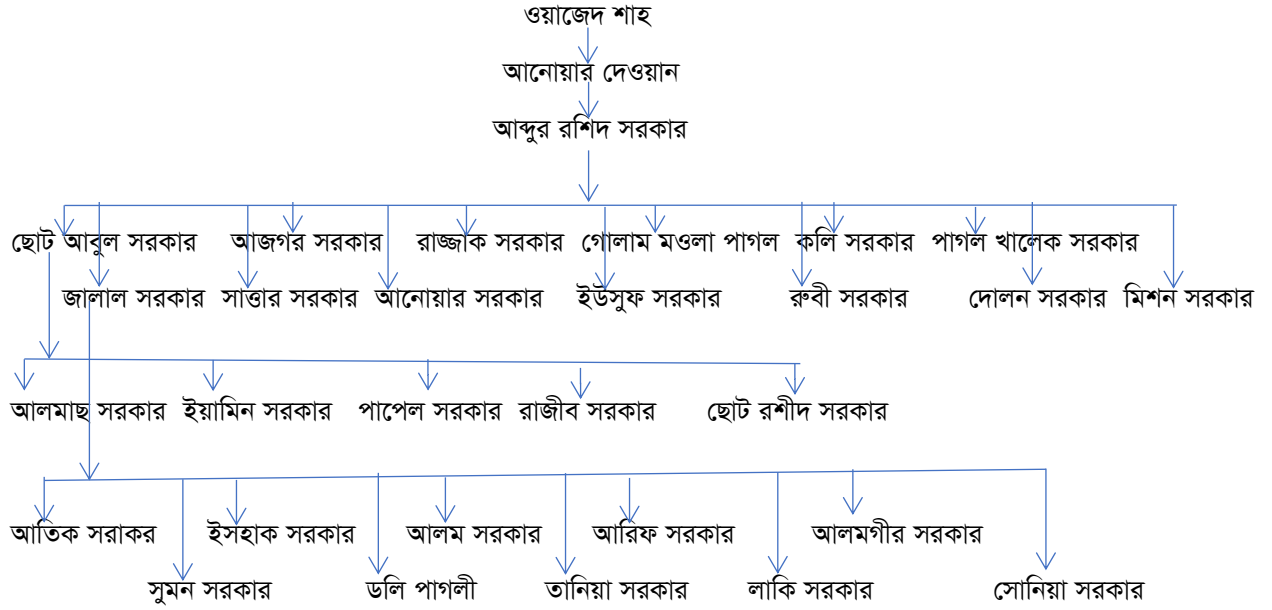 ওয়াজেদ শাহ
আনোয়ার দেওয়ান
আব্দুর রশিদ সরকার
ছোট আবুল সরকার আজগর সরকার রাজ্জাক সরকার গোলাম মওলা পাগল কলি সরকার পাগল খালেক সরকার
জালাল সরকার সাত্তার সরকার আনোয়ার সরকার ইউসুফ সরকার রুবী সরকার দোলন সরকার মিশন সরকার
আলমাছ সরকার ইয়ামিন সরকার পাপেল সরকার রাজীব সরকার ছোট রশীদ সরকার
আতিক সরাকর ইসহাক সরকার আলম সরকার আরিফ সরকার আলমগীর সরকার
সুমন সরকার ডলি পাগলী তানিয়া সরকার লাকি সরকার সোনিয়া সরকার